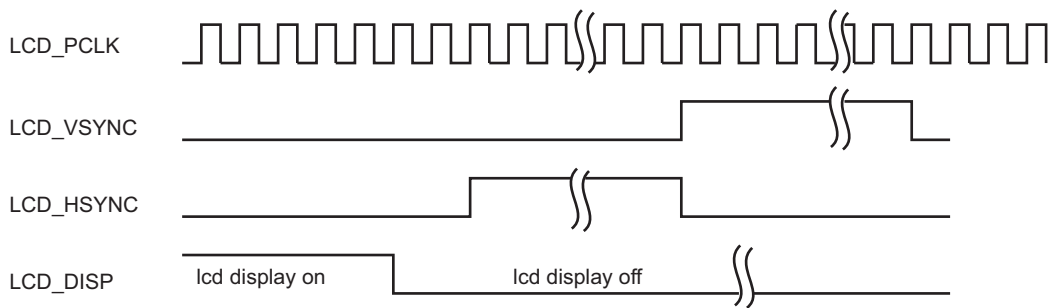 LCD_PCLK
LCD_VSYNC
LCD_HSYNC
LCD_DISP
lcd display on
lcd display off